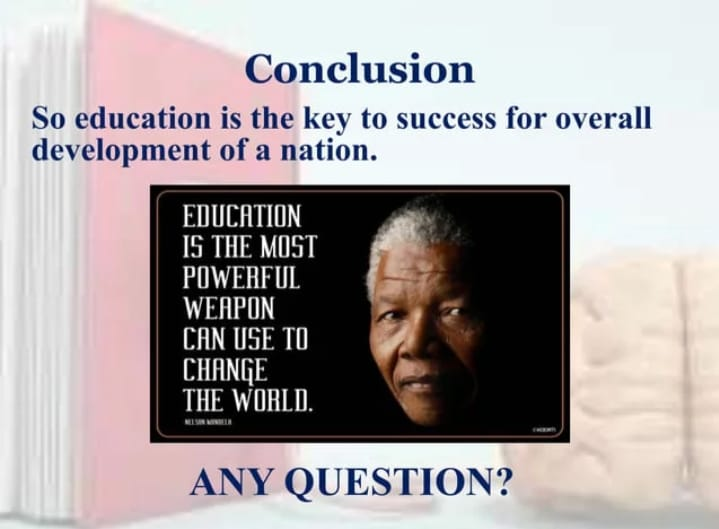 Conclusion
So education is the key to success for overall
development of a nation.
EDUCATION
IS THE MOST
POWERFUL
WEAPON
CAN USE TO
CHANGE
THE WORLD.
NELSON MANDELA
ANY QUESTION?